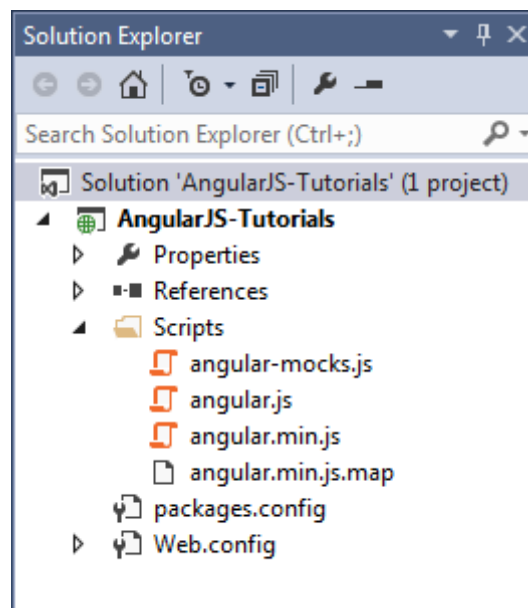 Solution Explorer
Search Solution Explorer (Ctrl+;)
Solution 'AngularJS-Tutorials' (1 project)
AngularJS-Tutorials
Properties
References
Scripts
angular-mocks.js
angular.js
angular.min.js
angular.min.js.map
packages.config
Web.config